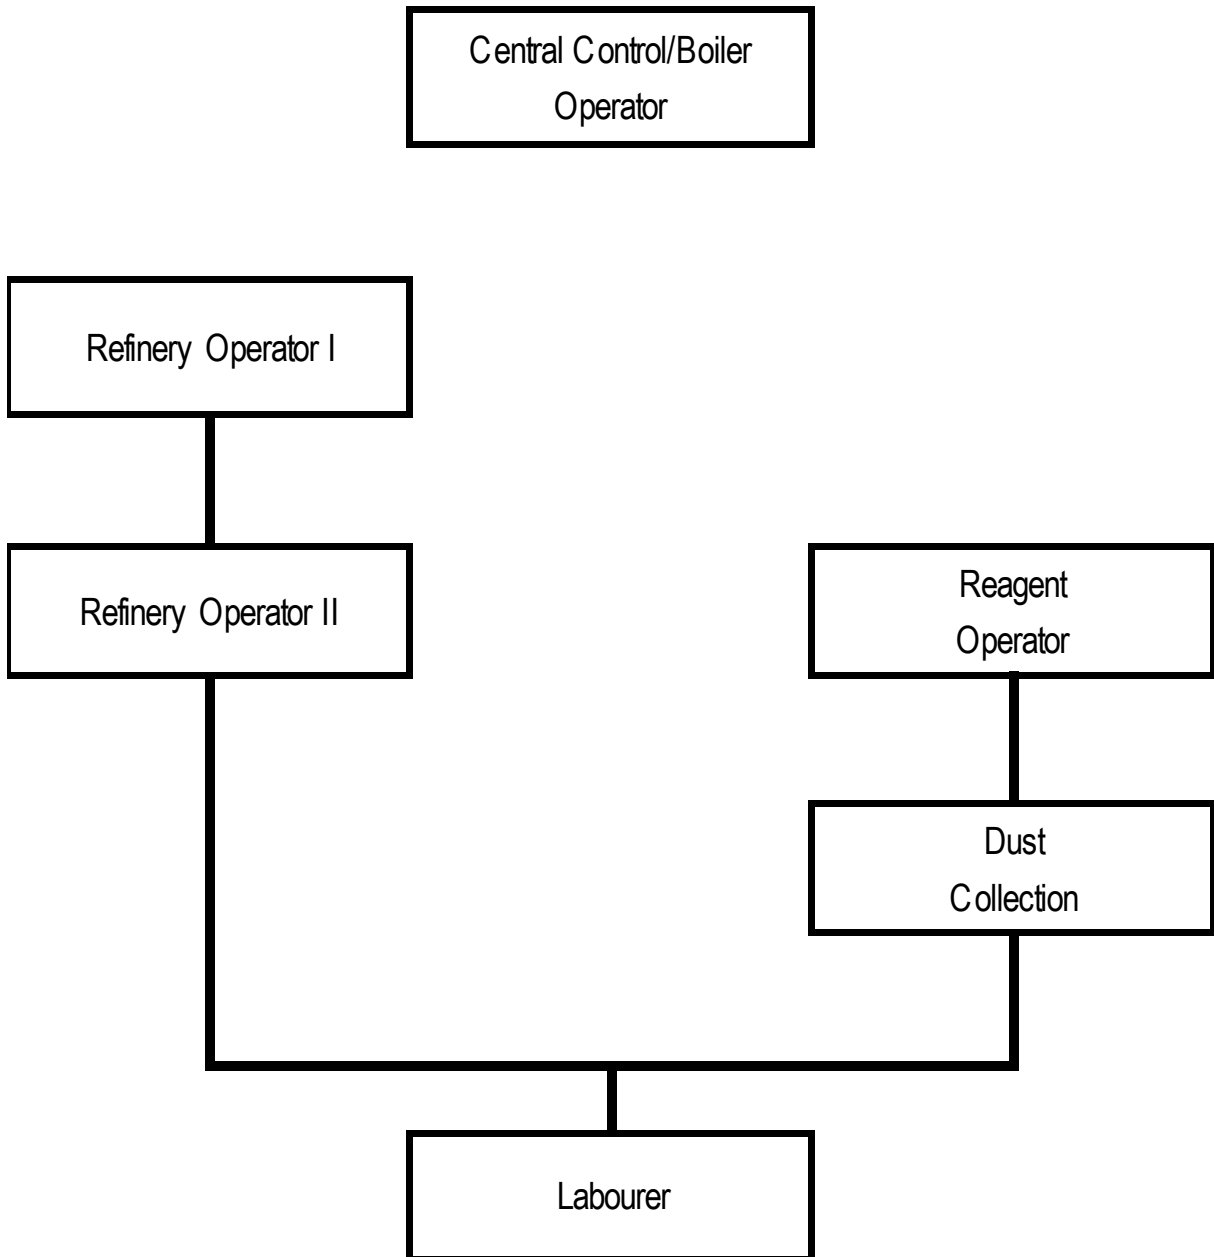 Central Control/Boiler
Operator
Refinery Operator I
Refinery Operator II
Reagent
Operator
Dust
Collection
Labourer